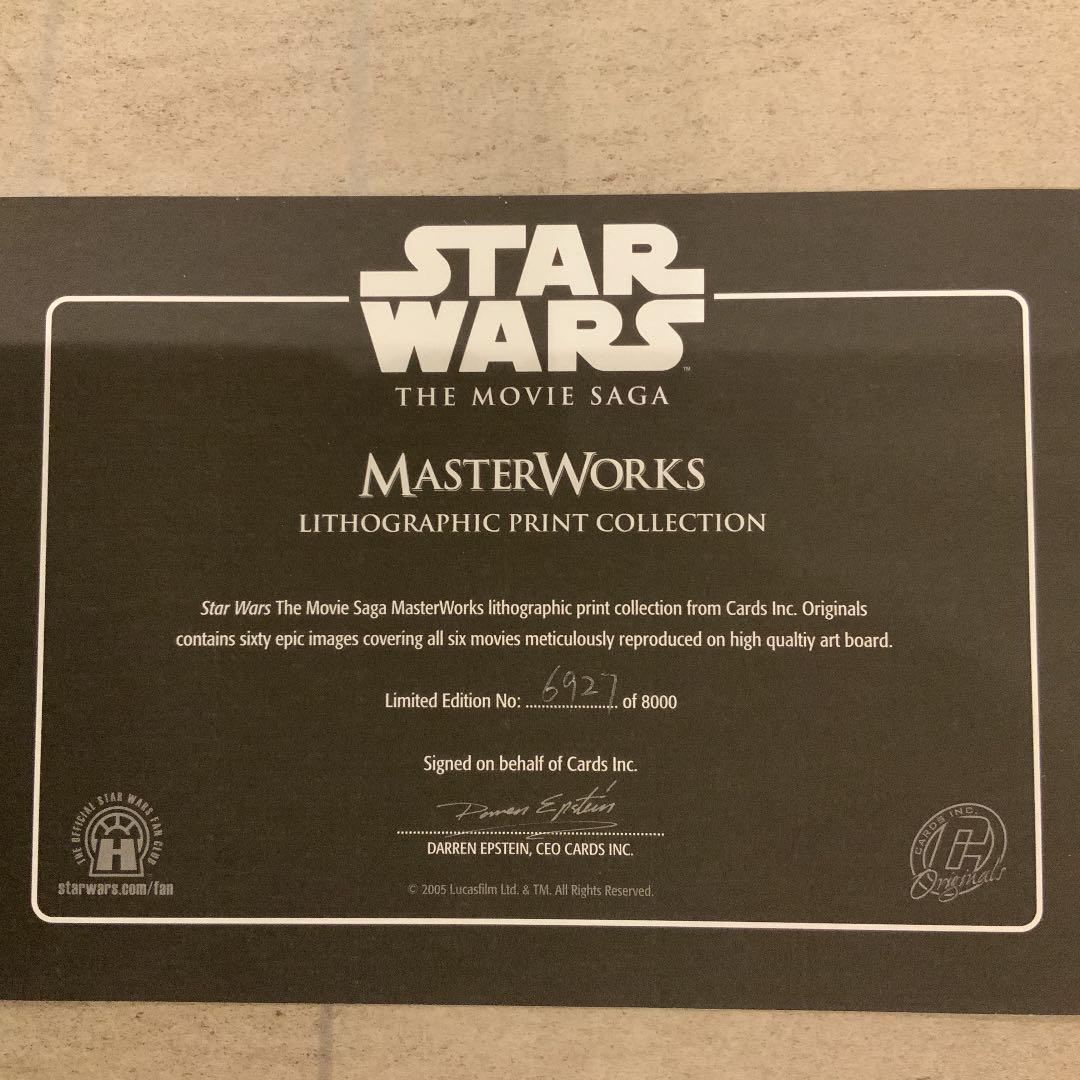 STAR
WARS™
THE MOVIE SAGA
MASTERWORKS
LITHOGRAPHIC PRINT COLLECTION
Star Wars The Movie Saga MasterWorks lithographic print collection from Cards Inc. Originals
contains sixty epic images covering all six movies meticulously reproduced on high qualtiy art board.
Limited Edition No: 6927 of 8000
Signed on behalf of Cards Inc.
Darren Epstein
DARREN EPSTEIN, CEO CARDS INC.
© 2005 Lucasfilm Ltd. & TM. All Rights Reserved.
THE OFFICIAL STAR WARS FAN CLUB
H
starwars.com/fan
CARDS INC.
Originals